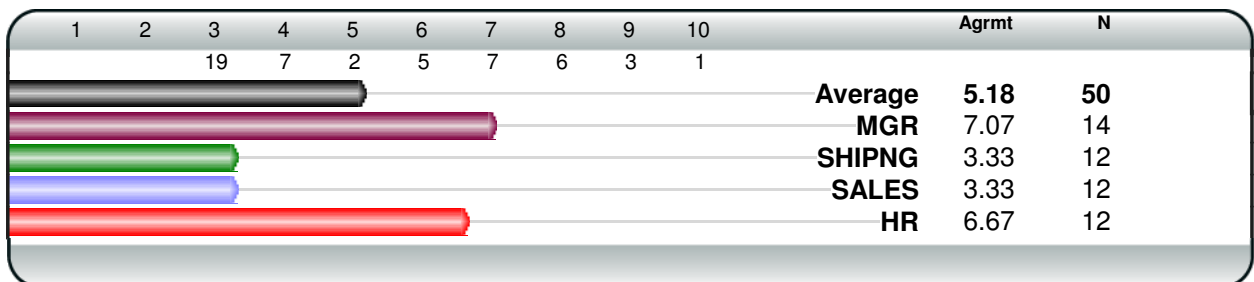 1 2 3 4 5 6 7 8 9 10 Agrmt N
19 7 2 5 7 6 3 1
Average 5.18 50
MGR 7.07 14
SHIPNG 3.33 12
SALES 3.33 12
HR 6.67 12